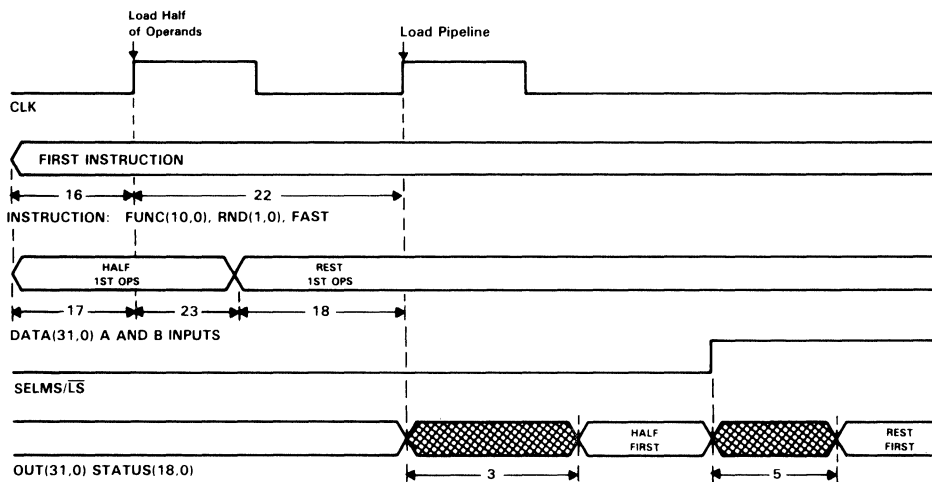 Load Half
of Operands
Load Pipeline
CLK
FIRST INSTRUCTION
16
22
INSTRUCTION: FUNC(10,0), RND(1,0), FAST
HALF
1ST OPS
REST
1ST OPS
17
23
18
DATA(31,0) A AND B INPUTS
SELMS/LS
HALF
FIRST
REST
FIRST
3
5
OUT(31,0) STATUS(18,0)